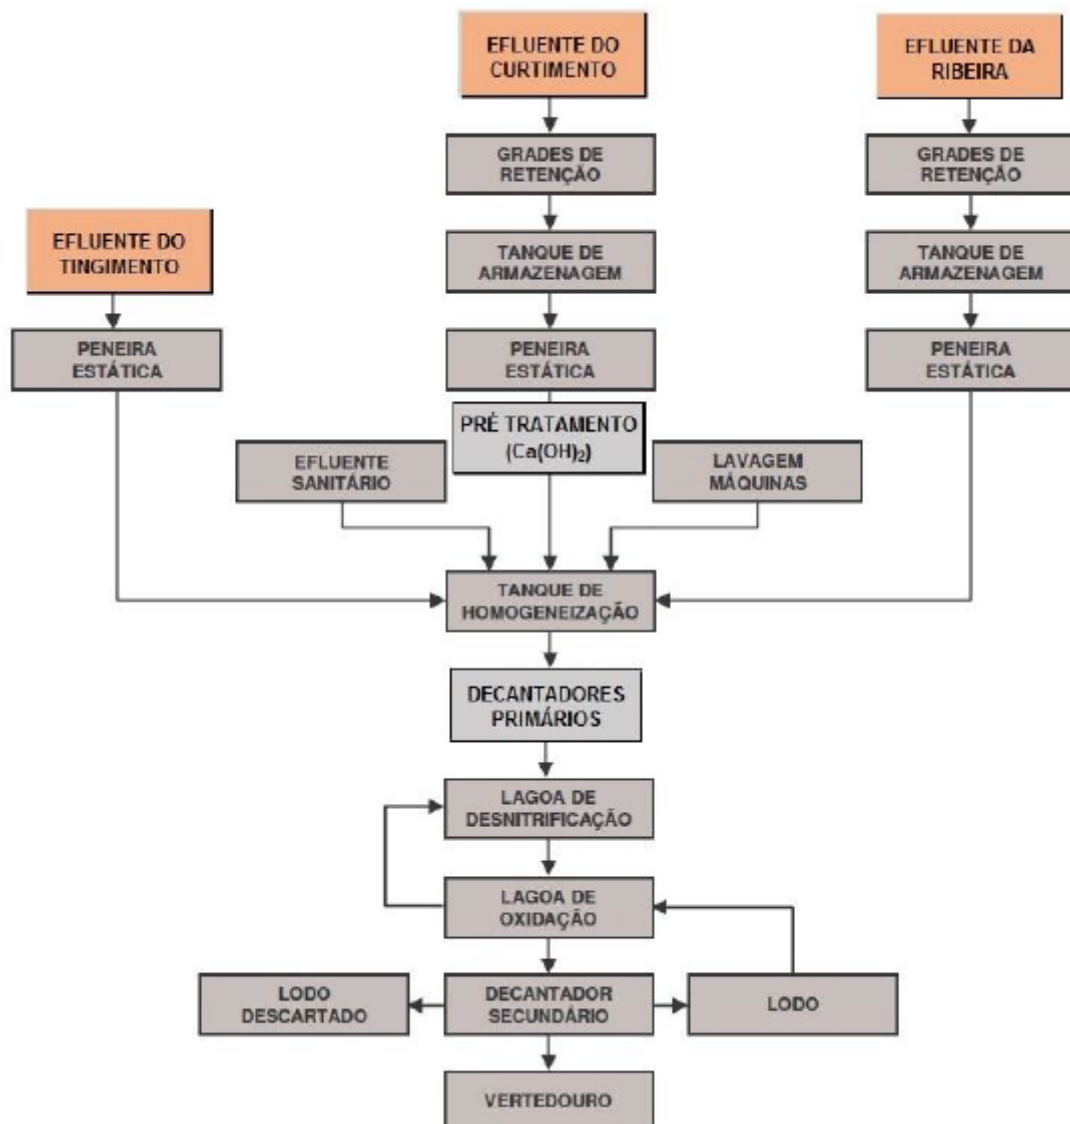 EFLUENTE DO
CURTIMENTO
EFLUENTE DA
RIBEIRA
GRADES DE
RETENÇÃO
GRADES DE
RETENÇÃO
EFLUENTE DO
TINGIMENTO
TANQUE DE
ARMAZENAGEM
TANQUE DE
ARMAZENAGEM
PENEIRA
ESTÁTICA
PENEIRA
ESTÁTICA
PENEIRA
ESTÁTICA
PRÉ TRATAMENTO
(Ca(OH)₂)
EFLUENTE
SANITÁRIO
LAVAGEM
MÁQUINAS
TANQUE DE
HOMOGENEIZAÇÃO
DECANTADORES
PRIMÁRIOS
LAGOA DE
DESNITRIFICAÇÃO
LAGOA DE
OXIDAÇÃO
LODO
DESCARTADO
DECANTADOR
SECUNDÁRIO
LODO
VERTEDOURO